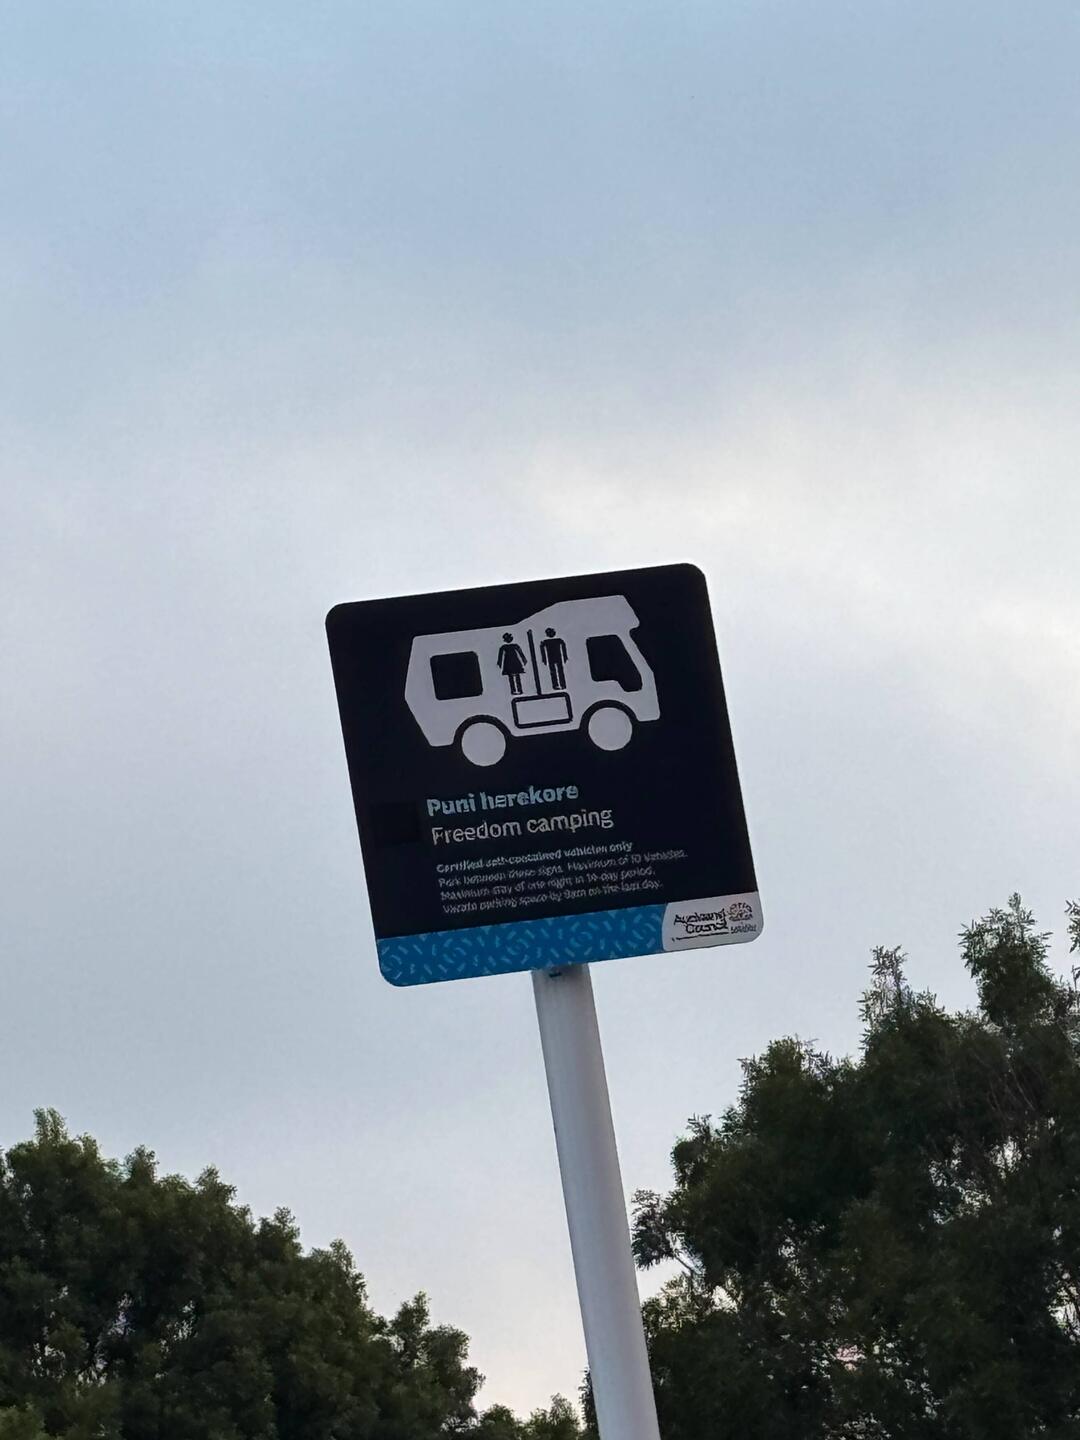 Puni herekore
Freedom camping
Certified self-contained vehicles only
Park between these signs. Maximum of 10 vehicles.
Maximum stay of one night in 14-day period.
Vacate parking space by 9am on the last day.
Auckland
Council